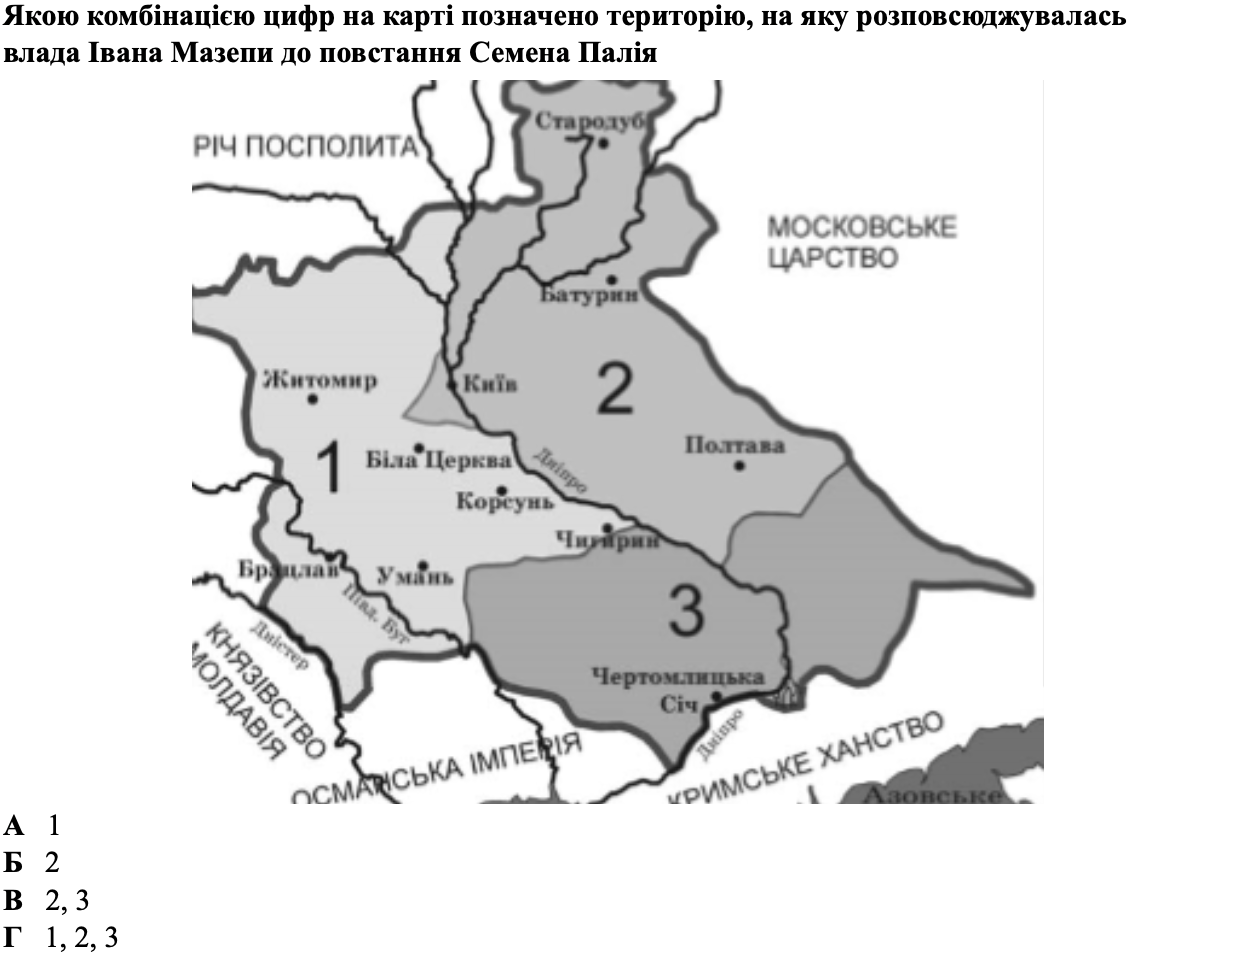 Якою комбінацією цифр на карті позначено територію, на яку розповсюджувалась
влада Івана Мазепи до повстання Семена Палія
Стародуб
РІЧ ПОСПОЛИТА
МОСКОВСЬКЕ
ЦАРСТВО
Батурин
Житомир
Київ
2
1
Біла Церква
Дніпро
Полтава
Корсунь
Чигирин
Брацлав
Умань
Півд. Буг
3
Дністер
КНЯЗІВСТВО
МОЛДАВІЯ
Чертомлицька
Січ
Дніпро
ОСМАНСЬКА ІМПЕРІЯ
КРИМСЬКЕ ХАНСТВО
Азовське
А 1
Б 2
В 2, 3
Г 1, 2, 3